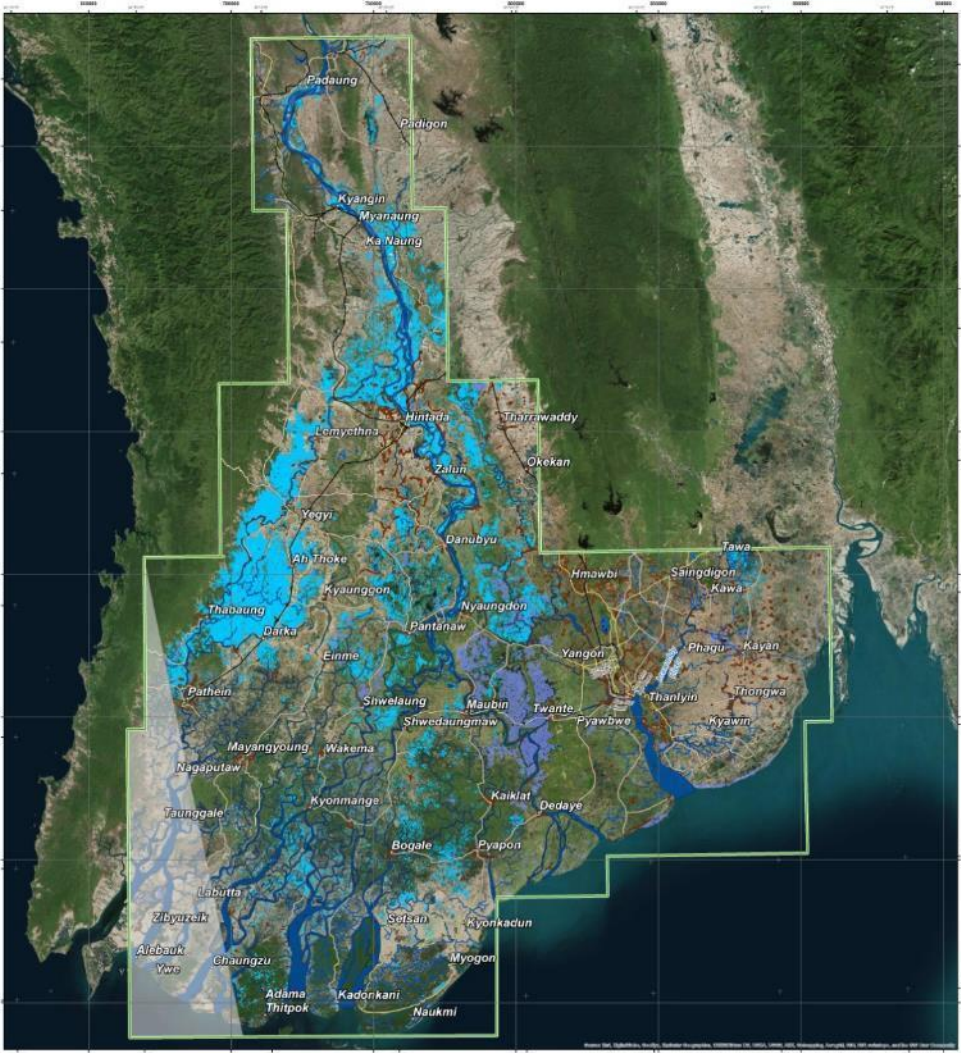 Padaung
Padigon
Kyangin
Myanaung
Ka Naung
Hintada
Tharrawaddy
Lemyethna
Okekan
Zalun
Yegyi
Danubyu
Tawa
Ah Thoke
Hmawbi
Saingdigon
Kyaunggon
Kawa
Thabaung
Nyaungdon
Pantanaw
Darka
Einme
Yangon
Phagu
Kayan
Pathein
Shwelaung
Maubin
Twante
Thanlyin
Thongwa
Shwedaungmaw
Pyawbwe
Kyawin
Mayangyoung
Wakema
Nagaputaw
Kyonmange
Kaiklat
Dedaye
Taunggale
Bogale
Pyapon
Labutta
Zibyuzeik
Setsan
Kyonkadun
Alebauk
Ywe
Chaungzu
Myogon
Adama
Thitpok
Kadonkani
Naukmi